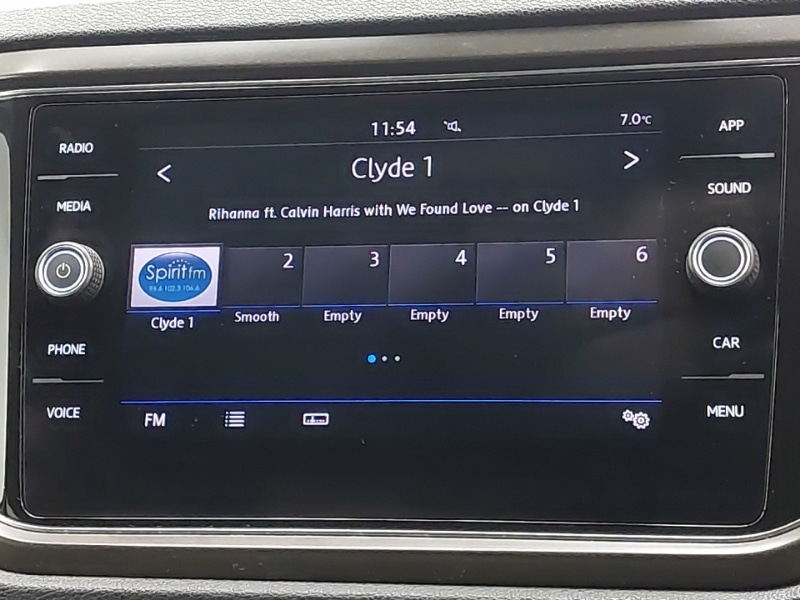 11:54
7.0°C
APP
RADIO
< Clyde 1 >
SOUND
MEDIA
Rihanna ft. Calvin Harris with We Found Love -- on Clyde 1
Spirit fm 2 3 4 5 6
96.6 102.3 106.6
Clyde 1 Smooth Empty Empty Empty Empty
PHONE
CAR
VOICE
FM
MENU